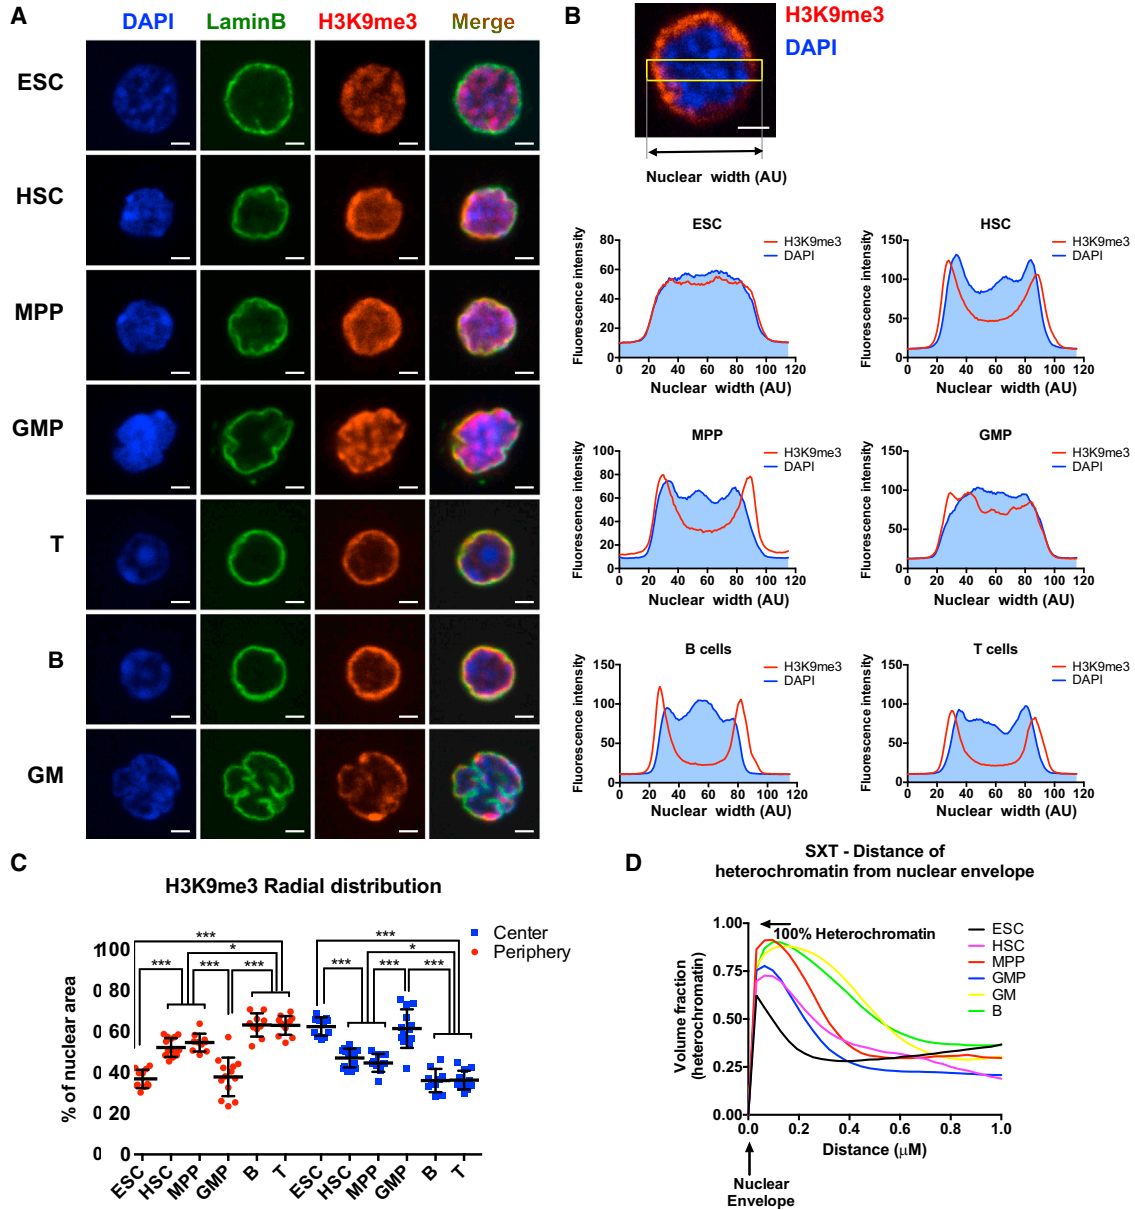 A
DAPI LaminB H3K9me3 Merge
ESC
HSC
MPP
GMP
T
B
GM
B
H3K9me3
DAPI
Nuclear width (AU)
ESC
Fluorescence intensity
80
60
40
20
0
0 20 40 60 80 100 120
Nuclear width (AU)
H3K9me3
DAPI
HSC
Fluorescence intensity
150
100
50
0
0 20 40 60 80 100 120
Nuclear width (AU)
H3K9me3
DAPI
MPP
Fluorescence intensity
100
80
60
40
20
0
0 20 40 60 80 100 120
Nuclear width (AU)
H3K9me3
DAPI
GMP
Fluorescence intensity
150
100
50
0
0 20 40 60 80 100 120
Nuclear width (AU)
H3K9me3
DAPI
B cells
Fluorescence intensity
150
100
50
0
0 20 40 60 80 100 120
Nuclear width (AU)
H3K9me3
DAPI
T cells
Fluorescence intensity
150
100
50
0
0 20 40 60 80 100 120
Nuclear width (AU)
H3K9me3
DAPI
C
H3K9me3 Radial distribution
Center
Periphery
% of nuclear area
100
80
60
40
20
0 0
*** * *** *** ***
*** * *** *** ***
ESC HSC MPP GMP B T ESC HSC MPP GMP B T
D
SXT - Distance of
heterochromatin from nuclear envelope
100% Heterochromatin
Volume fraction
(heterochromatin)
1.00
0.75
0.50
0.25
0.00
0.0 0.2 0.4 0.6 0.8 1.0
Distance (μM)
Nuclear
Envelope
ESC
HSC
MPP
GMP
GM
B